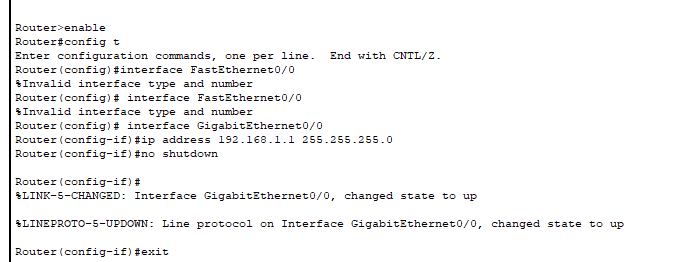 Router>enable
Router#config t
Enter configuration commands, one per line.  End with CNTL/Z.
Router(config)#interface FastEthernet0/0
%Invalid interface type and number
Router(config)# interface FastEthernet0/0
%Invalid interface type and number
Router(config)# interface GigabitEthernet0/0
Router(config-if)#ip address 192.168.1.1 255.255.255.0
Router(config-if)#no shutdown
Router(config-if)#
%LINK-5-CHANGED: Interface GigabitEthernet0/0, changed state to up
%LINEPROTO-5-UPDOWN: Line protocol on Interface GigabitEthernet0/0, changed state to up
Router(config-if)#exit